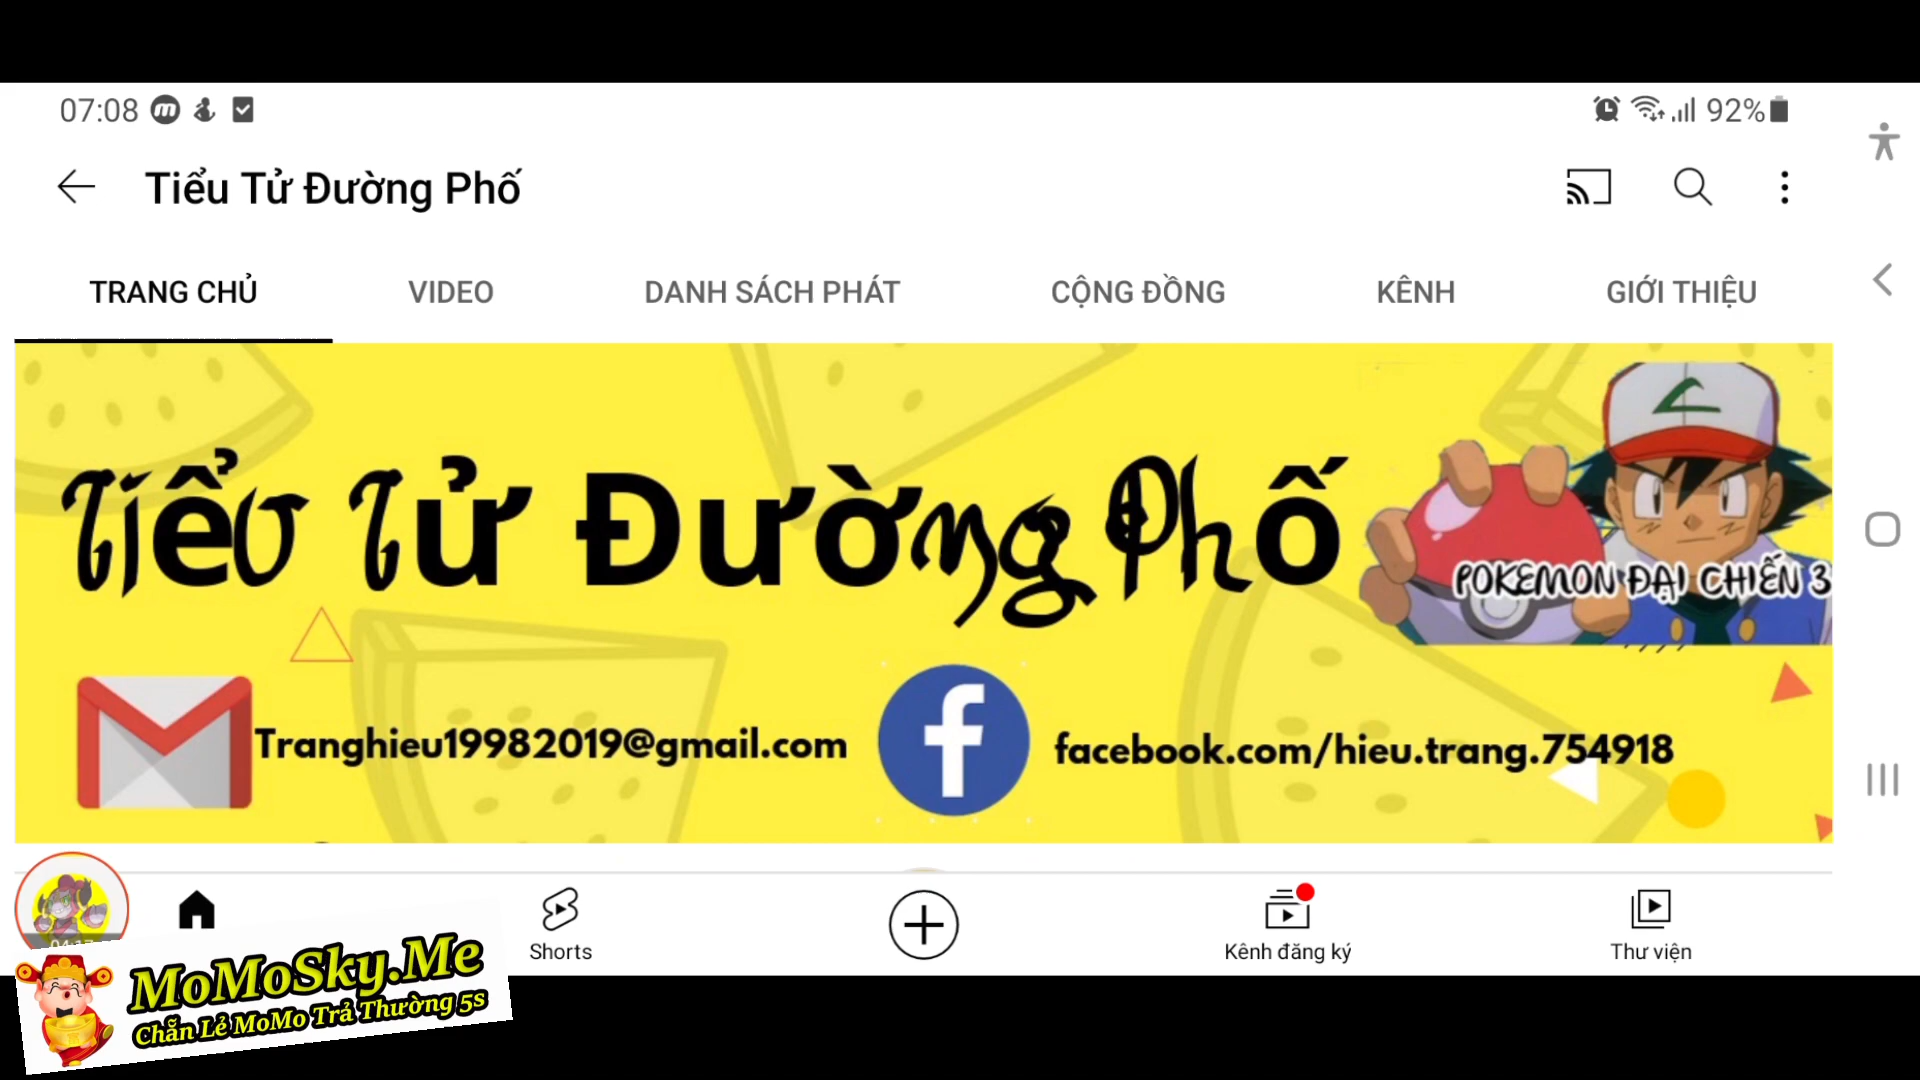 07:08
92%
Tiểu Tử Đường Phố
TRANG CHỦ
VIDEO
DANH SÁCH PHÁT
CỘNG ĐỒNG
KÊNH
GIỚI THIỆU
Tiểu Tử Đường Phố
POKEMON ĐẠI CHIẾN 3
Tranghieu19982019@gmail.com
facebook.com/hieu.trang.754918
Shorts
Kênh đăng ký
Thư viện
MoMoSky.Me
Chẵn Lẻ MoMo Trả Thưởng 5s